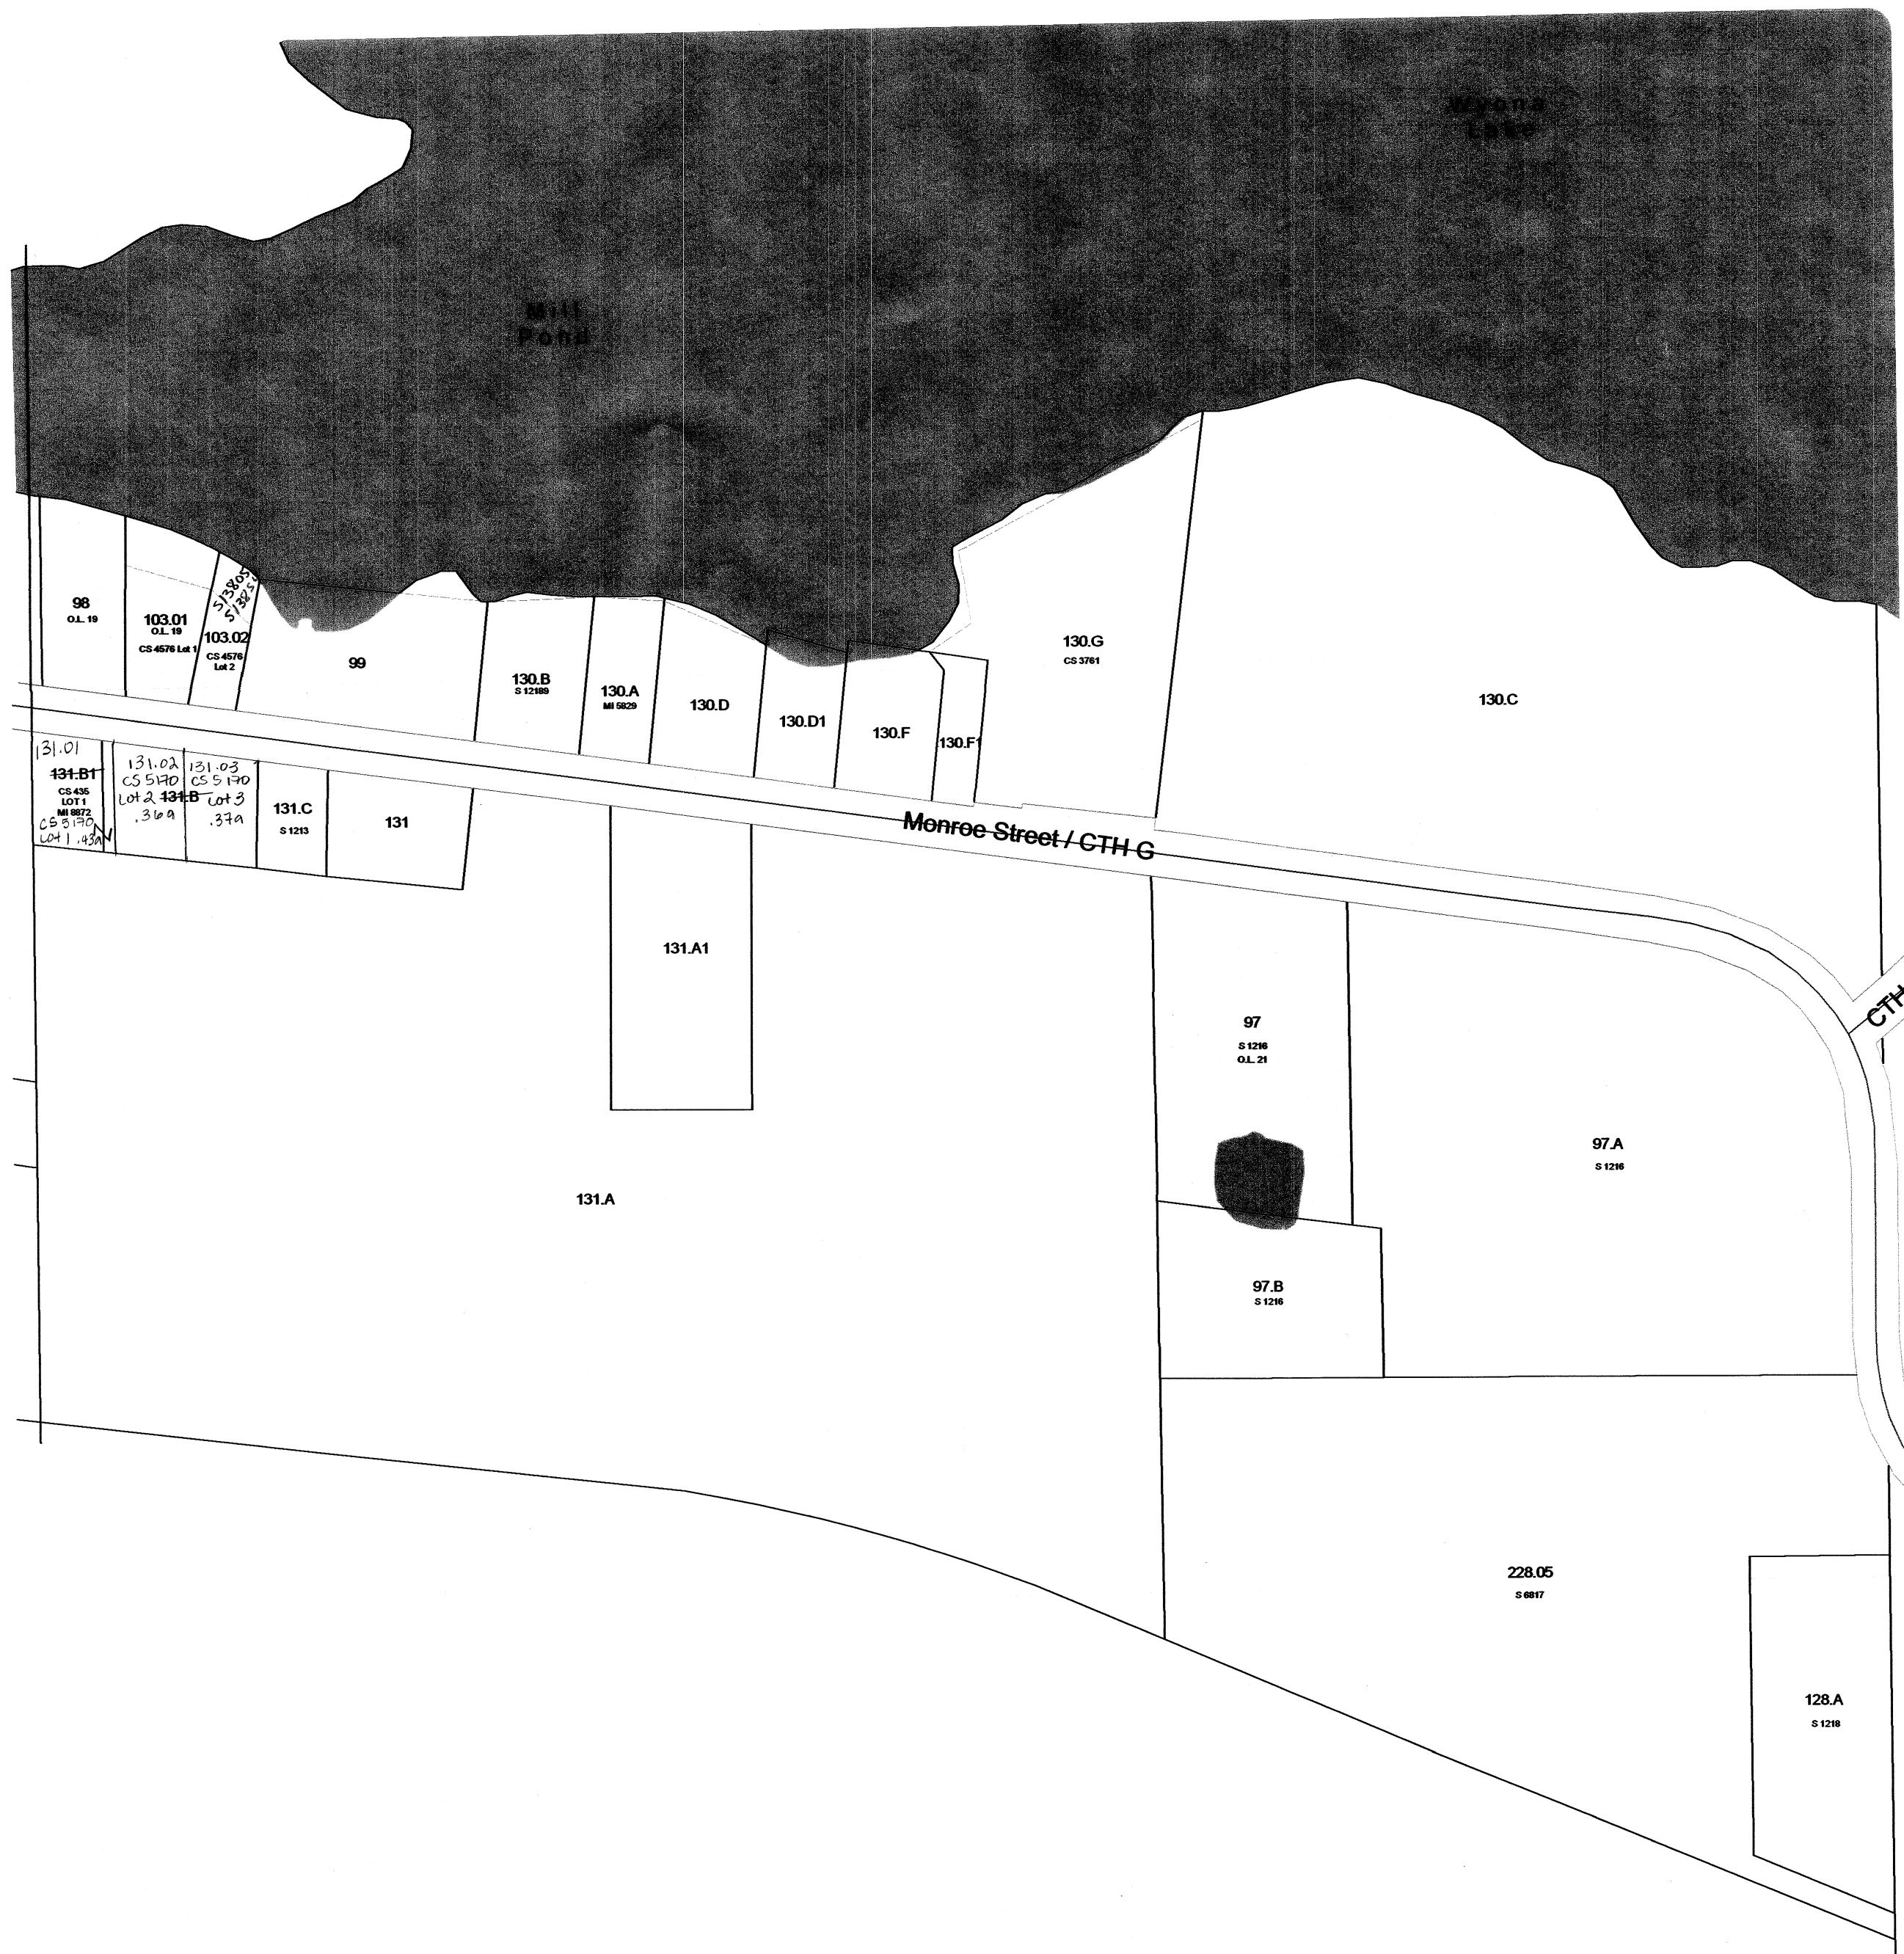 Wyona
Lake
Mill
Pond
98
O.L. 19
103.01
O.L. 19
CS 4576 Lot 1
S13805
103.02
CS 4576
Lot 2
99
130.B
S 12189
130.A
MI 5829
130.D
130.D1
130.F
130.F1
130.G
CS 3761
130.C
131.01
131.B1
CS 435
LOT 1
MI 8872
CS 5170
Lot 1 .43a
131.02
CS 5170
Lot 2
.36a
131.B
131.03
CS 5170
Lot 3
.37a
131.C
S 1213
131
Monroe Street / CTH G
CTH
131.A1
97
S 1216
O.L. 21
97.A
S 1216
131.A
97.B
S 1216
228.05
S 6817
128.A
S 1218